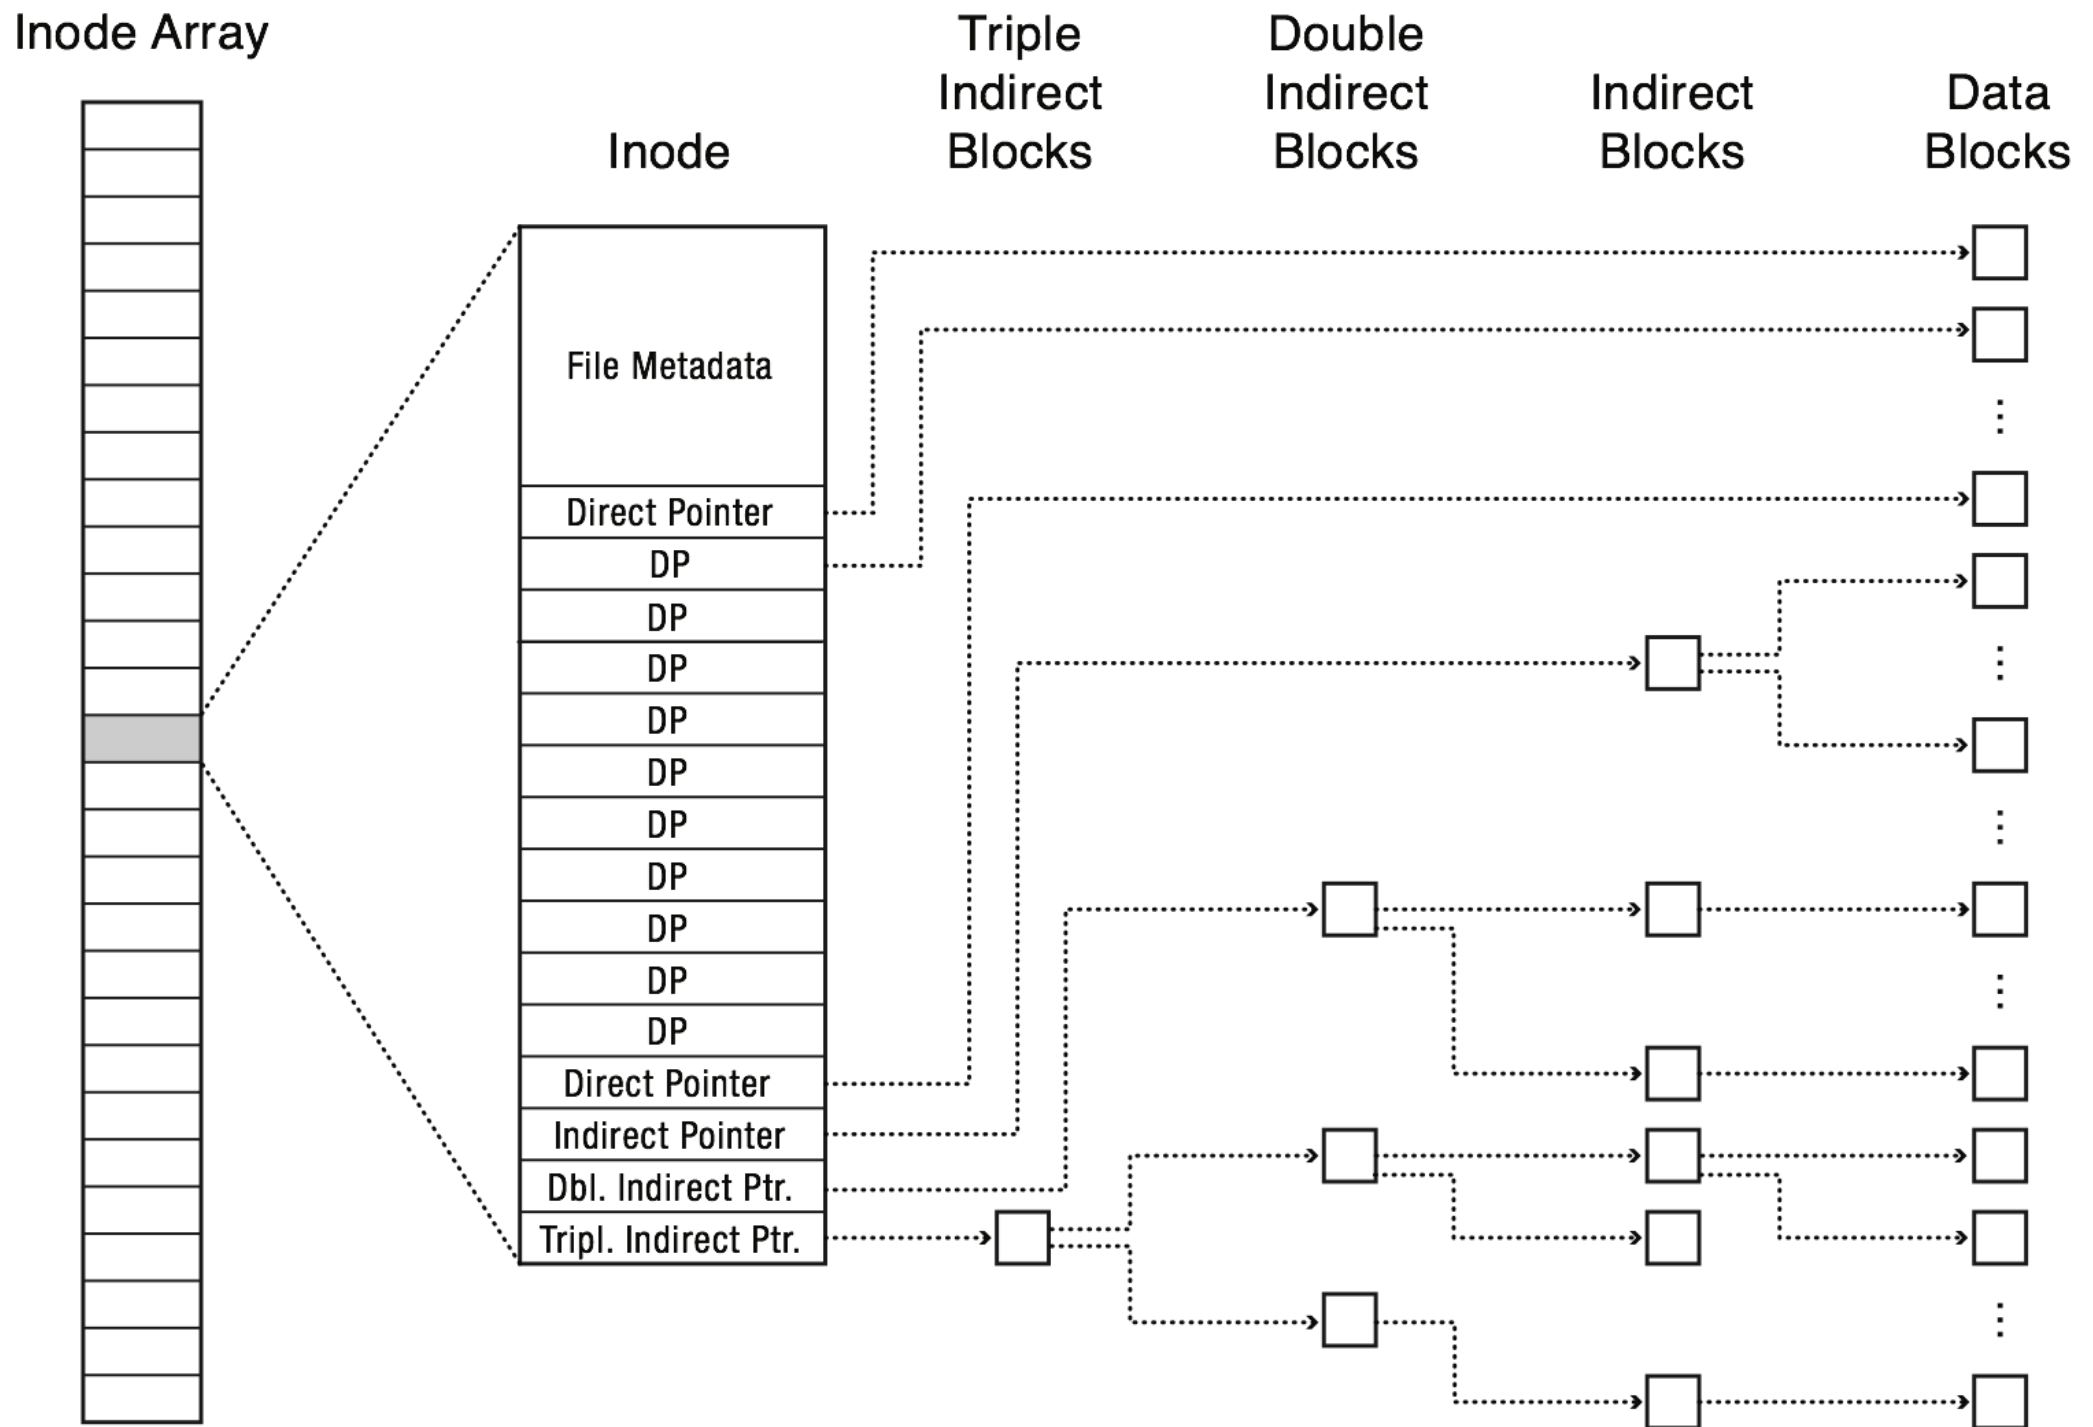 Inode Array
Inode
Triple
Indirect
Blocks
Double
Indirect
Blocks
Indirect
Blocks
Data
Blocks
File Metadata
Direct Pointer
DP
DP
DP
DP
DP
DP
DP
DP
DP
DP
Direct Pointer
Indirect Pointer
Dbl. Indirect Ptr.
Tripl. Indirect Ptr.